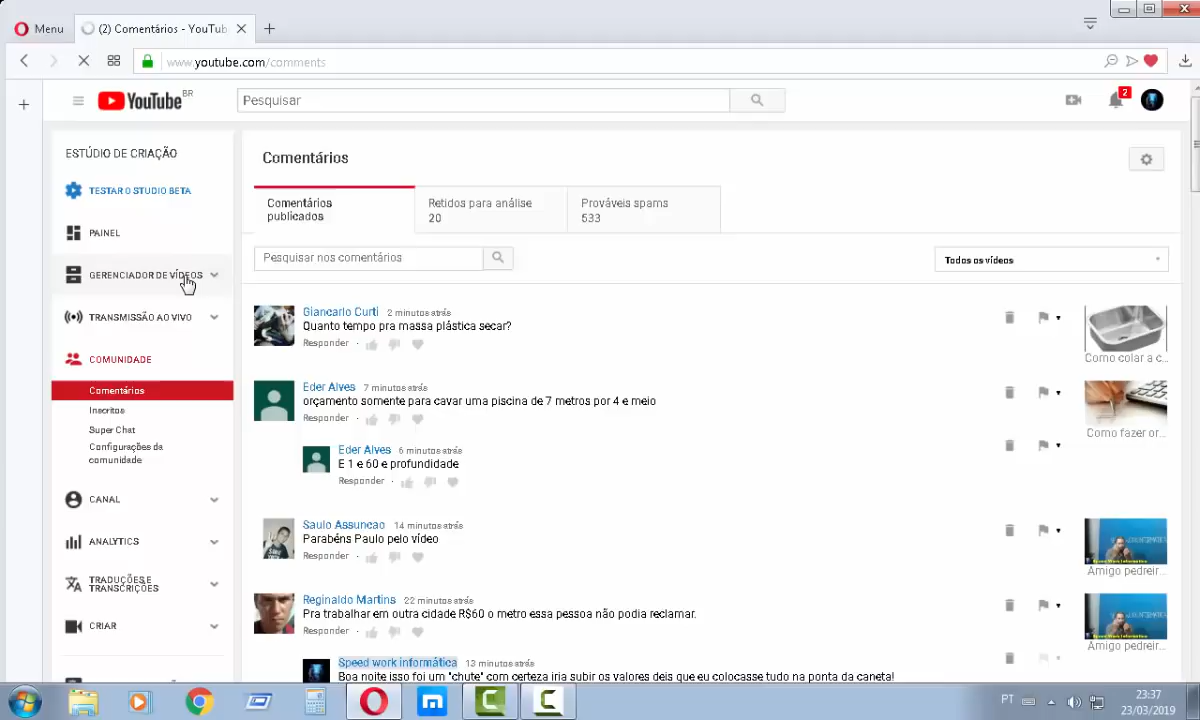 Menu
(2) Comentários - YouTub
www.youtube.com/comments
YouTube BR
Pesquisar
2
ESTÚDIO DE CRIAÇÃO
TESTAR O STUDIO BETA
PAINEL
GERENCIADOR DE VÍDEOS
TRANSMISSÃO AO VIVO
COMUNIDADE
Comentários
Inscritos
Super Chat
Configurações da
comunidade
CANAL
ANALYTICS
TRADUÇÕES E
TRANSCRIÇÕES
CRIAR
Comentários
Comentários
publicados
Retidos para análise
20
Prováveis spams
533
Pesquisar nos comentários
Todos os vídeos
Giancarlo Curti 2 minutos atrás
Quanto tempo pra massa plástica secar?
Responder
Como colar a c...
Eder Alves 7 minutos atrás
orçamento somente para cavar uma piscina de 7 metros por 4 e meio
Responder
Como fazer or...
Eder Alves 6 minutos atrás
E 1 e 60 e profundidade
Responder
Saulo Assuncao 14 minutos atrás
Parabéns Paulo pelo vídeo
Responder
Amigo pedreir...
Reginaldo Martins 22 minutos atrás
Pra trabalhar em outra cidade R$60 o metro essa pessoa não podia reclamar.
Responder
Amigo pedreir...
Speed work informática 13 minutos atrás
Boa noite isso foi um "chute" com certeza iria subir os valores deis que eu colocasse tudo na ponta da caneta!
PT
23:37
23/03/2019